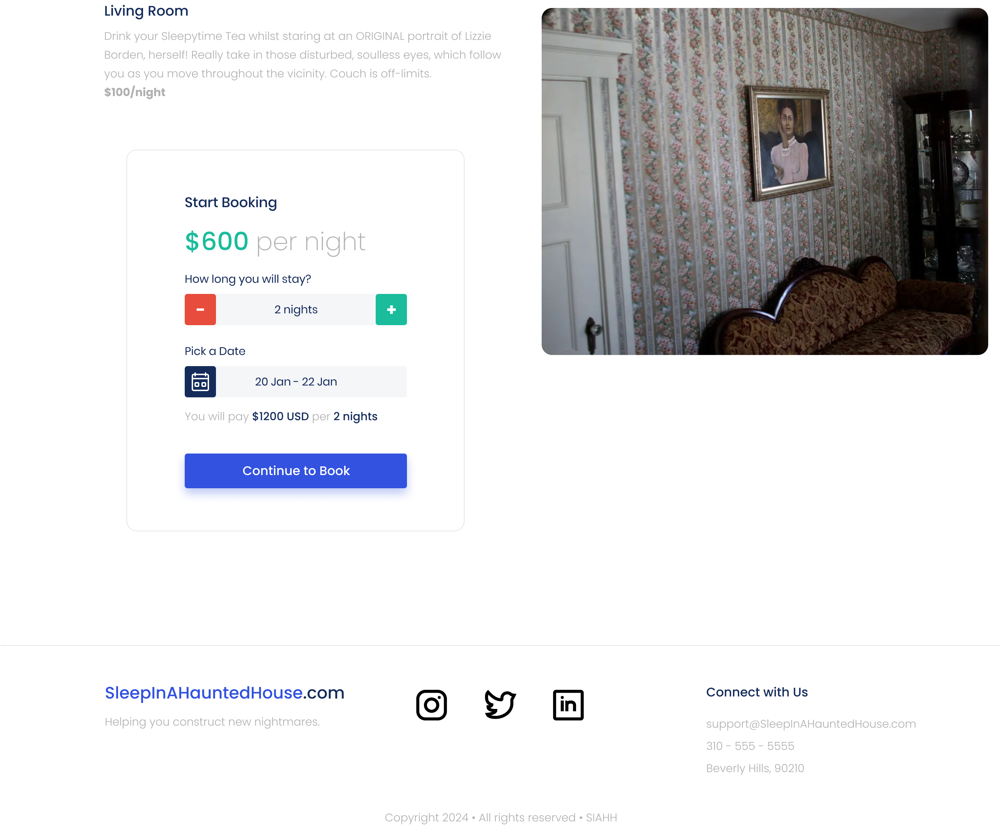 Living Room
Drink your Sleepytime Tea whilst staring at an ORIGINAL portrait of Lizzie
Borden, herself! Really take in those disturbed, soulless eyes, which follow
you as you move throughout the vicinity. Couch is off-limits.
$100/night
Start Booking
$600 per night
How long you will stay?
- 2 nights +
Pick a Date
20 Jan - 22 Jan
You will pay $1200 USD per 2 nights
Continue to Book
SleepInAHauntedHouse.com
Helping you construct new nightmares.
in
Connect with Us
support@SleepInAHauntedHouse.com
310 - 555 - 5555
Beverly Hills, 90210
Copyright 2024 • All rights reserved • SIAHH